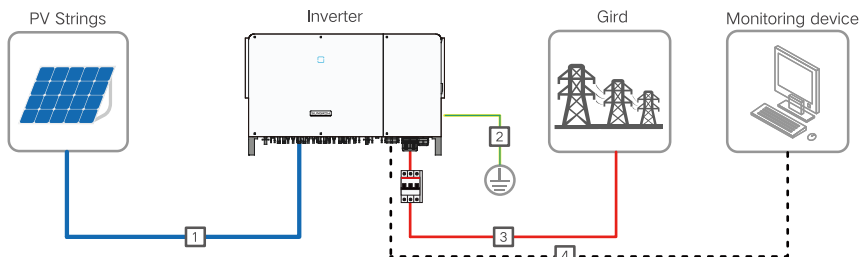 PV Strings
Inverter
Gird
Monitoring device
2
1
3
4